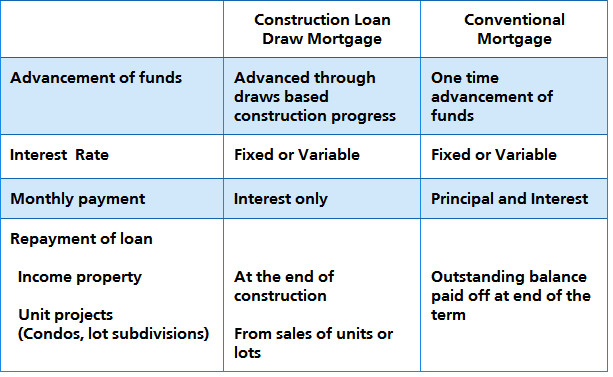 Construction Loan
Draw Mortgage
Conventional
Mortgage
Advancement of funds
Advanced through
draws based
construction progress
One time
advancement of
funds
Interest  Rate
Fixed or Variable
Fixed or Variable
Monthly payment
Interest only
Principal and Interest
Repayment of loan
Income property
At the end of
construction
Outstanding balance
paid off at end of the
term
Unit projects
(Condos, lot subdivisions)
From sales of units or
lots